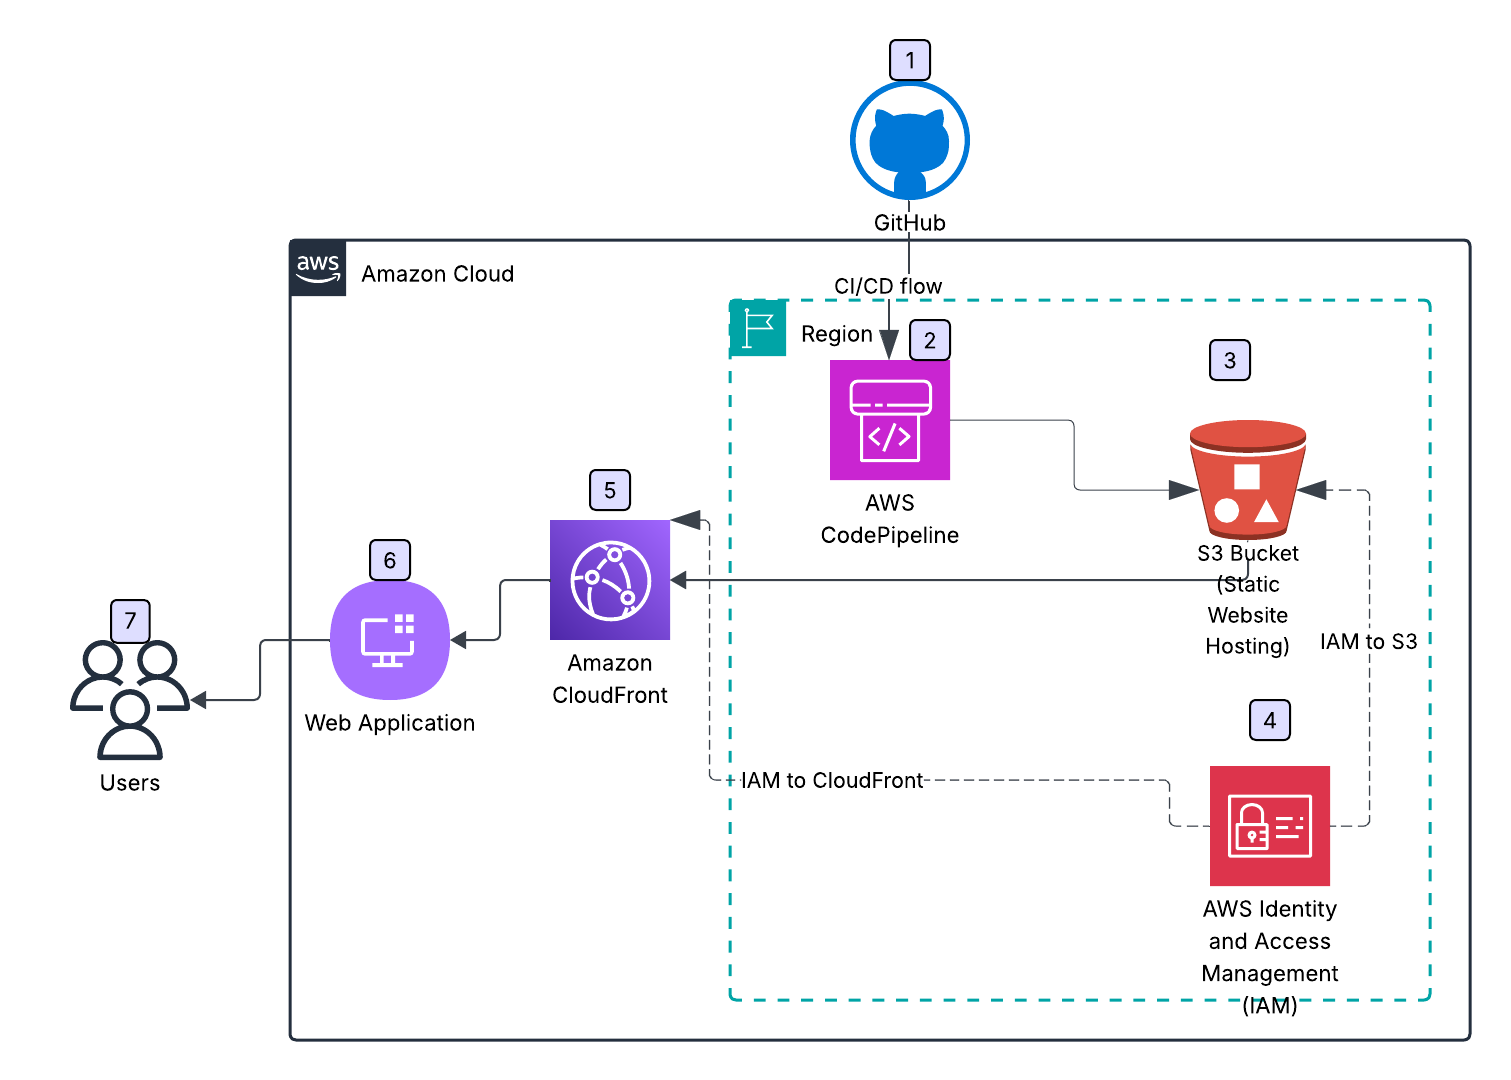 1
GitHub
aws
Amazon Cloud
CI/CD flow
Region
2
3
AWS
CodePipeline
5
S3 Bucket
(Static
Website
Hosting)
6
Amazon
CloudFront
7
IAM to S3
Web Application
Users
4
IAM to CloudFront
AWS Identity
and Access
Management
(IAM)